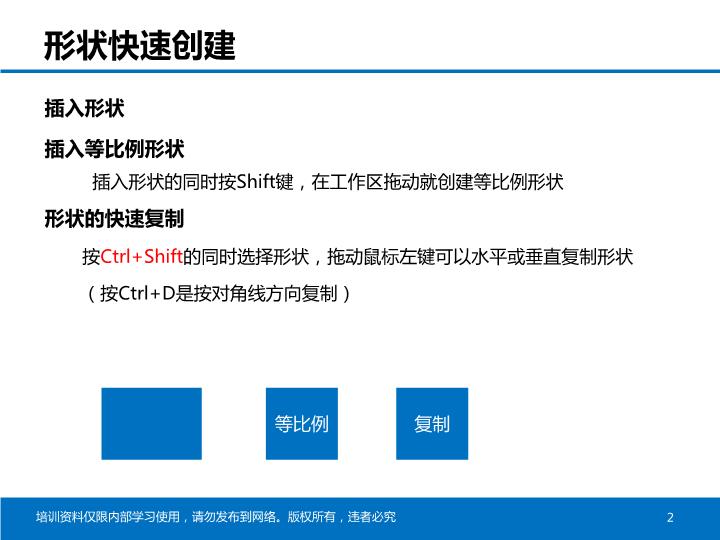 形状快速创建
插入形状
插入等比例形状
插入形状的同时按Shift键，在工作区拖动就创建等比例形状
形状的快速复制
按Ctrl+Shift的同时选择形状，拖动鼠标左键可以水平或垂直复制形状
（按Ctrl+D是按对角线方向复制）
等比例
复制
培训资料仅限内部学习使用，请勿发布到网络。版权所有，违者必究
2